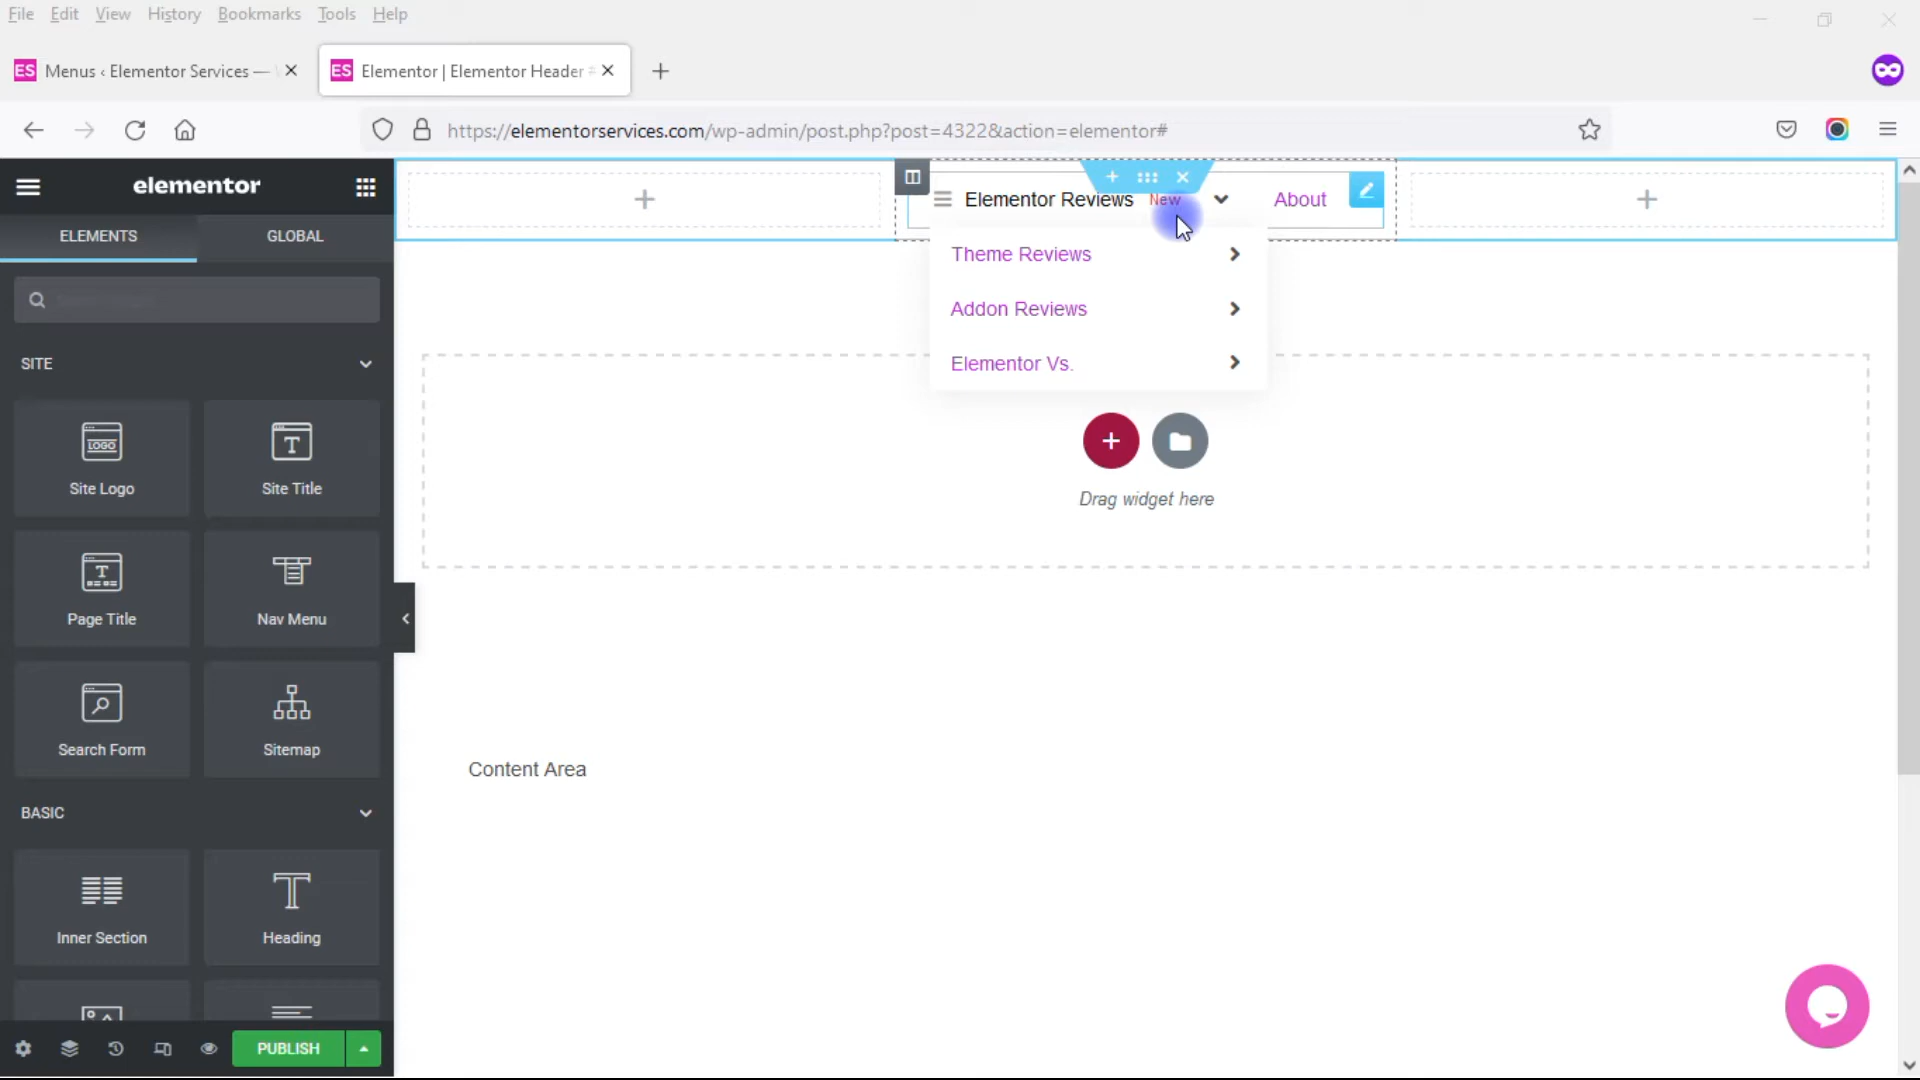 File Edit View History Bookmarks Tools Help
ES Menus ‹ Elementor Services —
ES Elementor | Elementor Header
https://elementorservices.com/wp-admin/post.php?post=4322&action=elementor#
elementor
ELEMENTS GLOBAL
SITE
LOGO
Site Logo Site Title
Page Title Nav Menu
Search Form Sitemap
BASIC
Inner Section Heading
PUBLISH
Elementor Reviews New About
Theme Reviews
Addon Reviews
Elementor Vs.
Drag widget here
Content Area